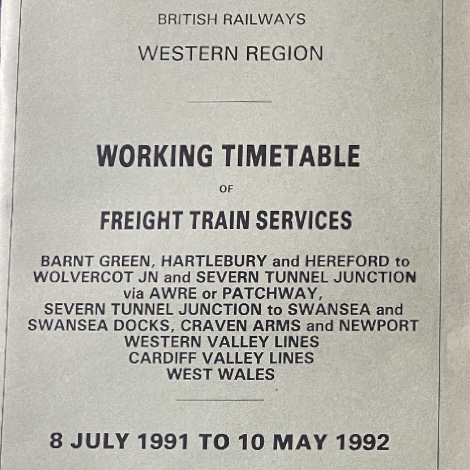 BRITISH RAILWAYS
WESTERN REGION
WORKING TIMETABLE
OF
FREIGHT TRAIN SERVICES
BARNT GREEN, HARTLEBURY and HEREFORD to
WOLVERCOT JN and SEVERN TUNNEL JUNCTION
via AWRE or PATCHWAY,
SEVERN TUNNEL JUNCTION to SWANSEA and
SWANSEA DOCKS, CRAVEN ARMS and NEWPORT
WESTERN VALLEY LINES
CARDIFF VALLEY LINES
WEST WALES
8 JULY 1991 TO 10 MAY 1992